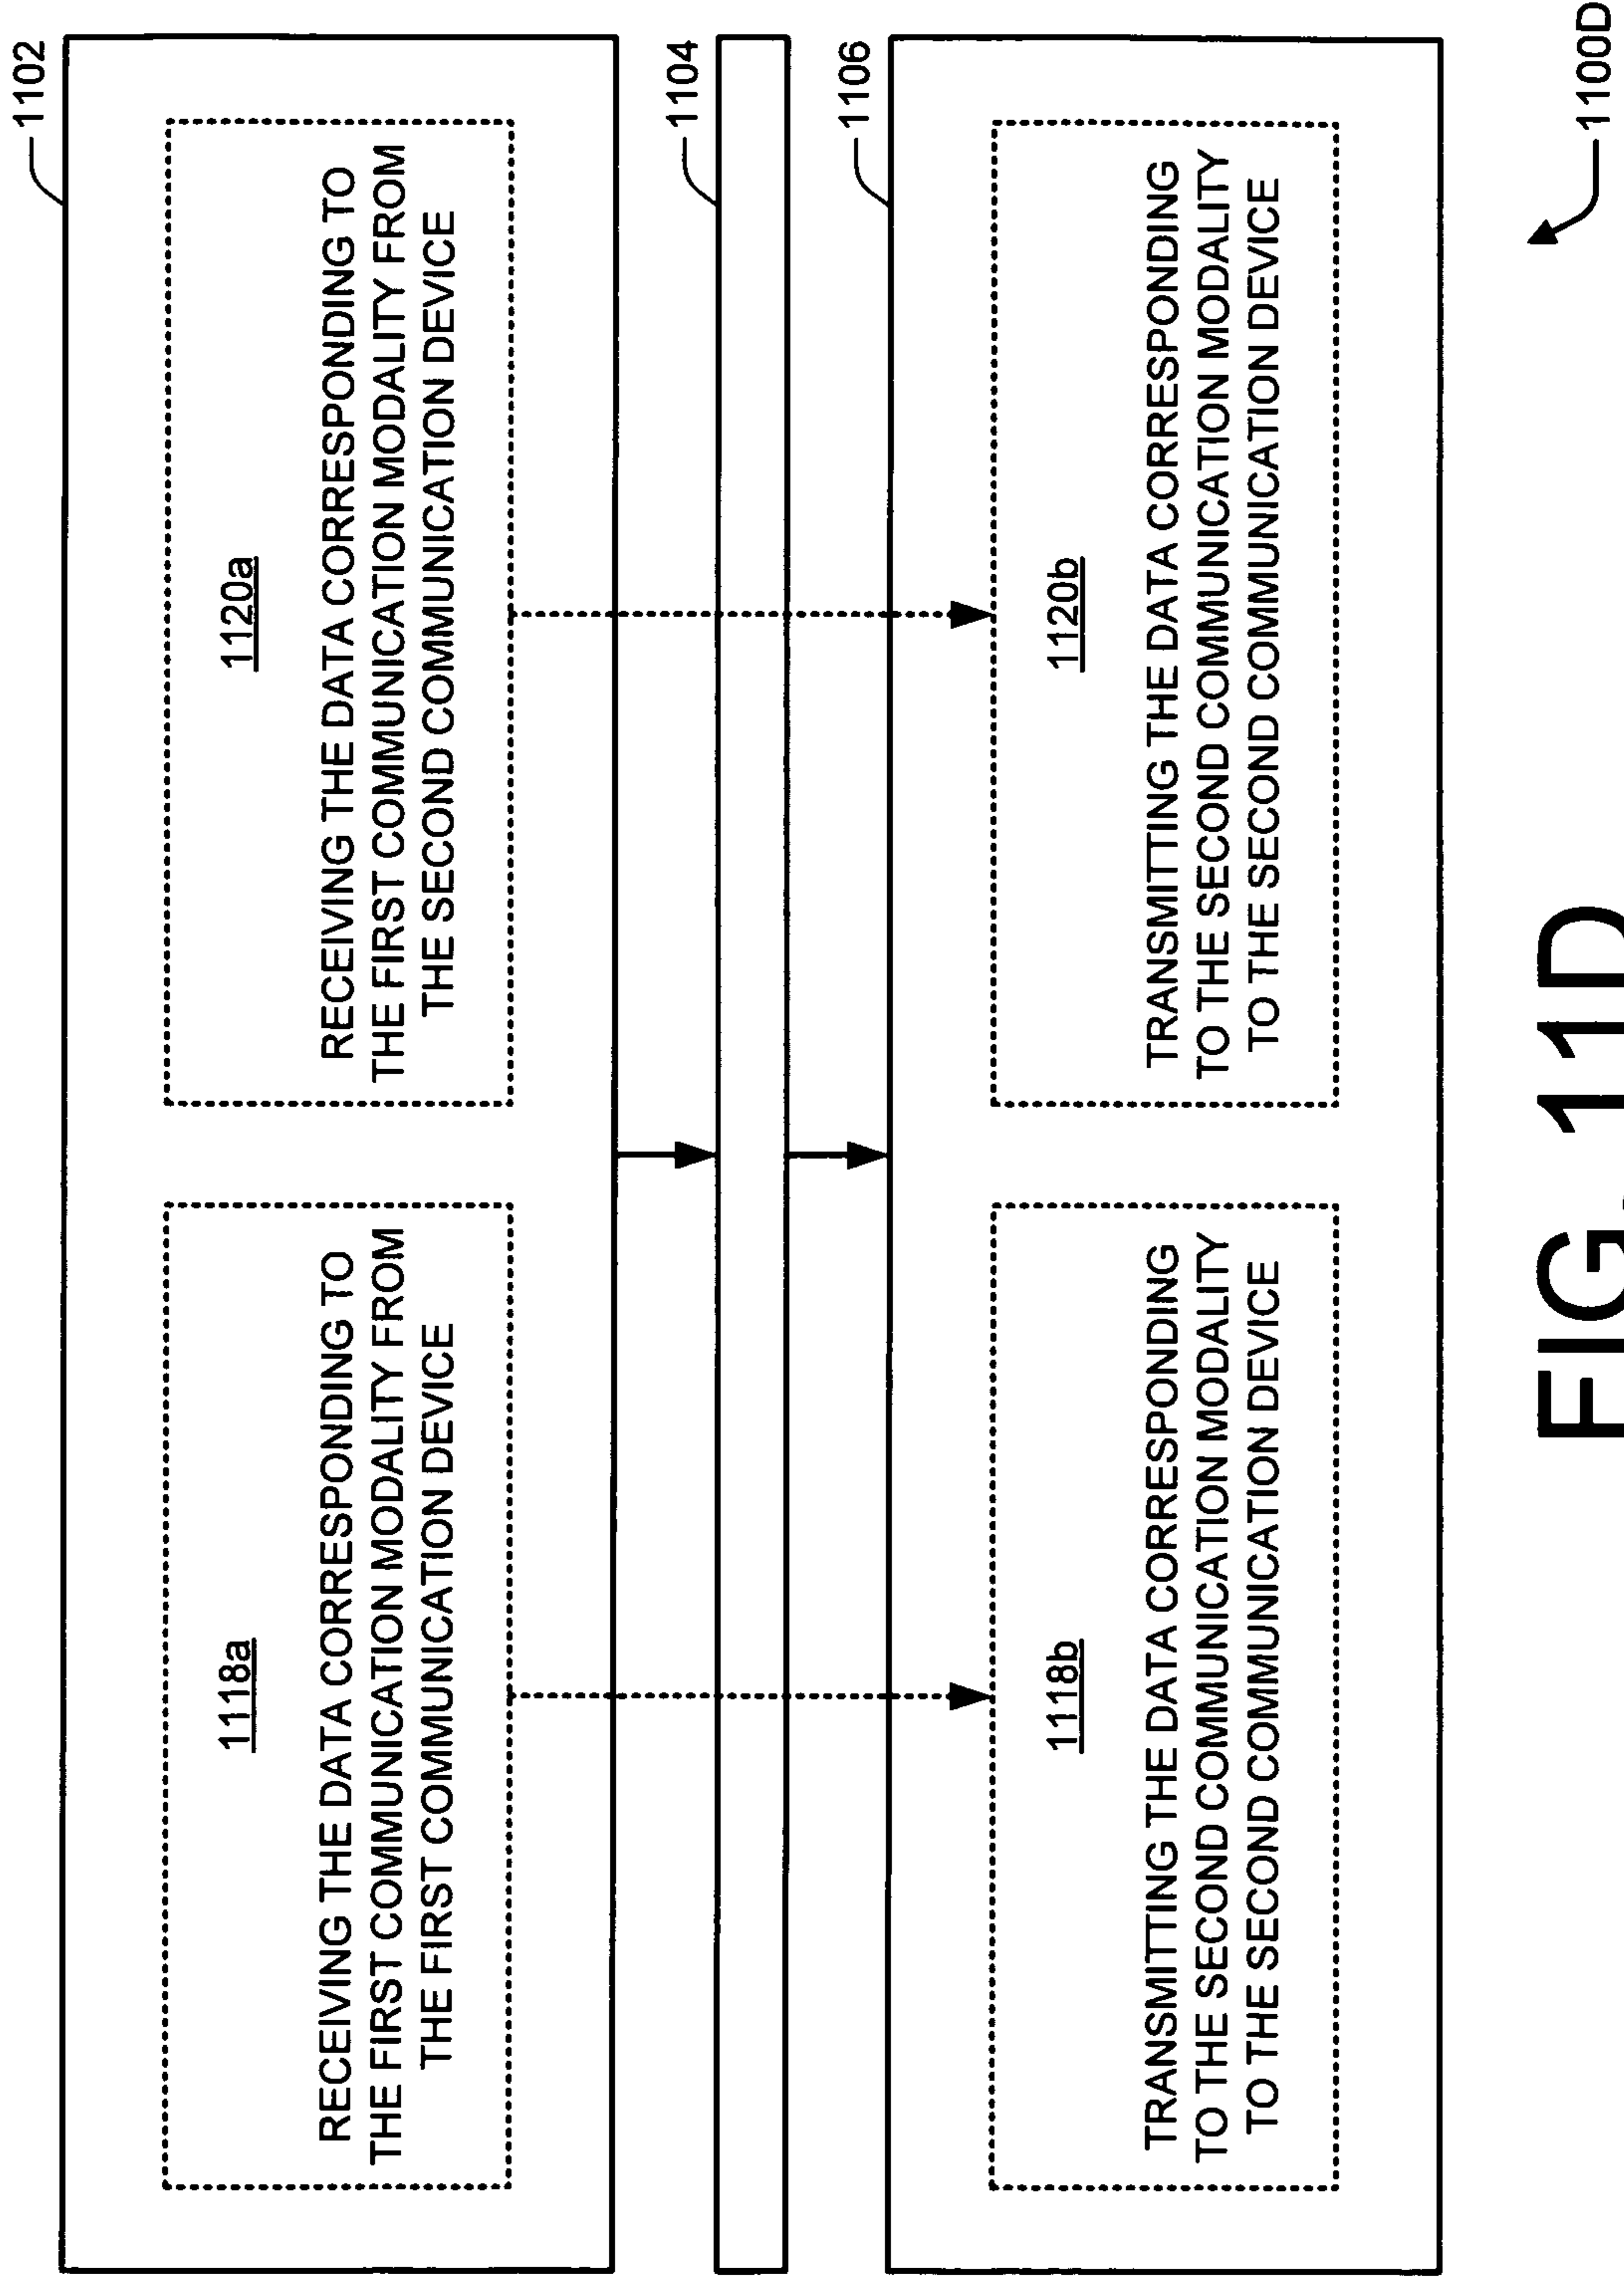 1102
1118a
RECEIVING THE DATA CORRESPONDING TO
THE FIRST COMMUNICATION MODALITY FROM
THE FIRST COMMUNICATION DEVICE
1120a
RECEIVING THE DATA CORRESPONDING TO
THE FIRST COMMUNICATION MODALITY FROM
THE SECOND COMMUNICATION DEVICE
1104
1106
1118b
TRANSMITTING THE DATA CORRESPONDING
TO THE SECOND COMMUNICATION MODALITY
TO THE SECOND COMMUNICATION DEVICE
1120b
TRANSMITTING THE DATA CORRESPONDING
TO THE SECOND COMMUNICATION MODALITY
TO THE SECOND COMMUNICATION DEVICE
1100D
FIG. 11D